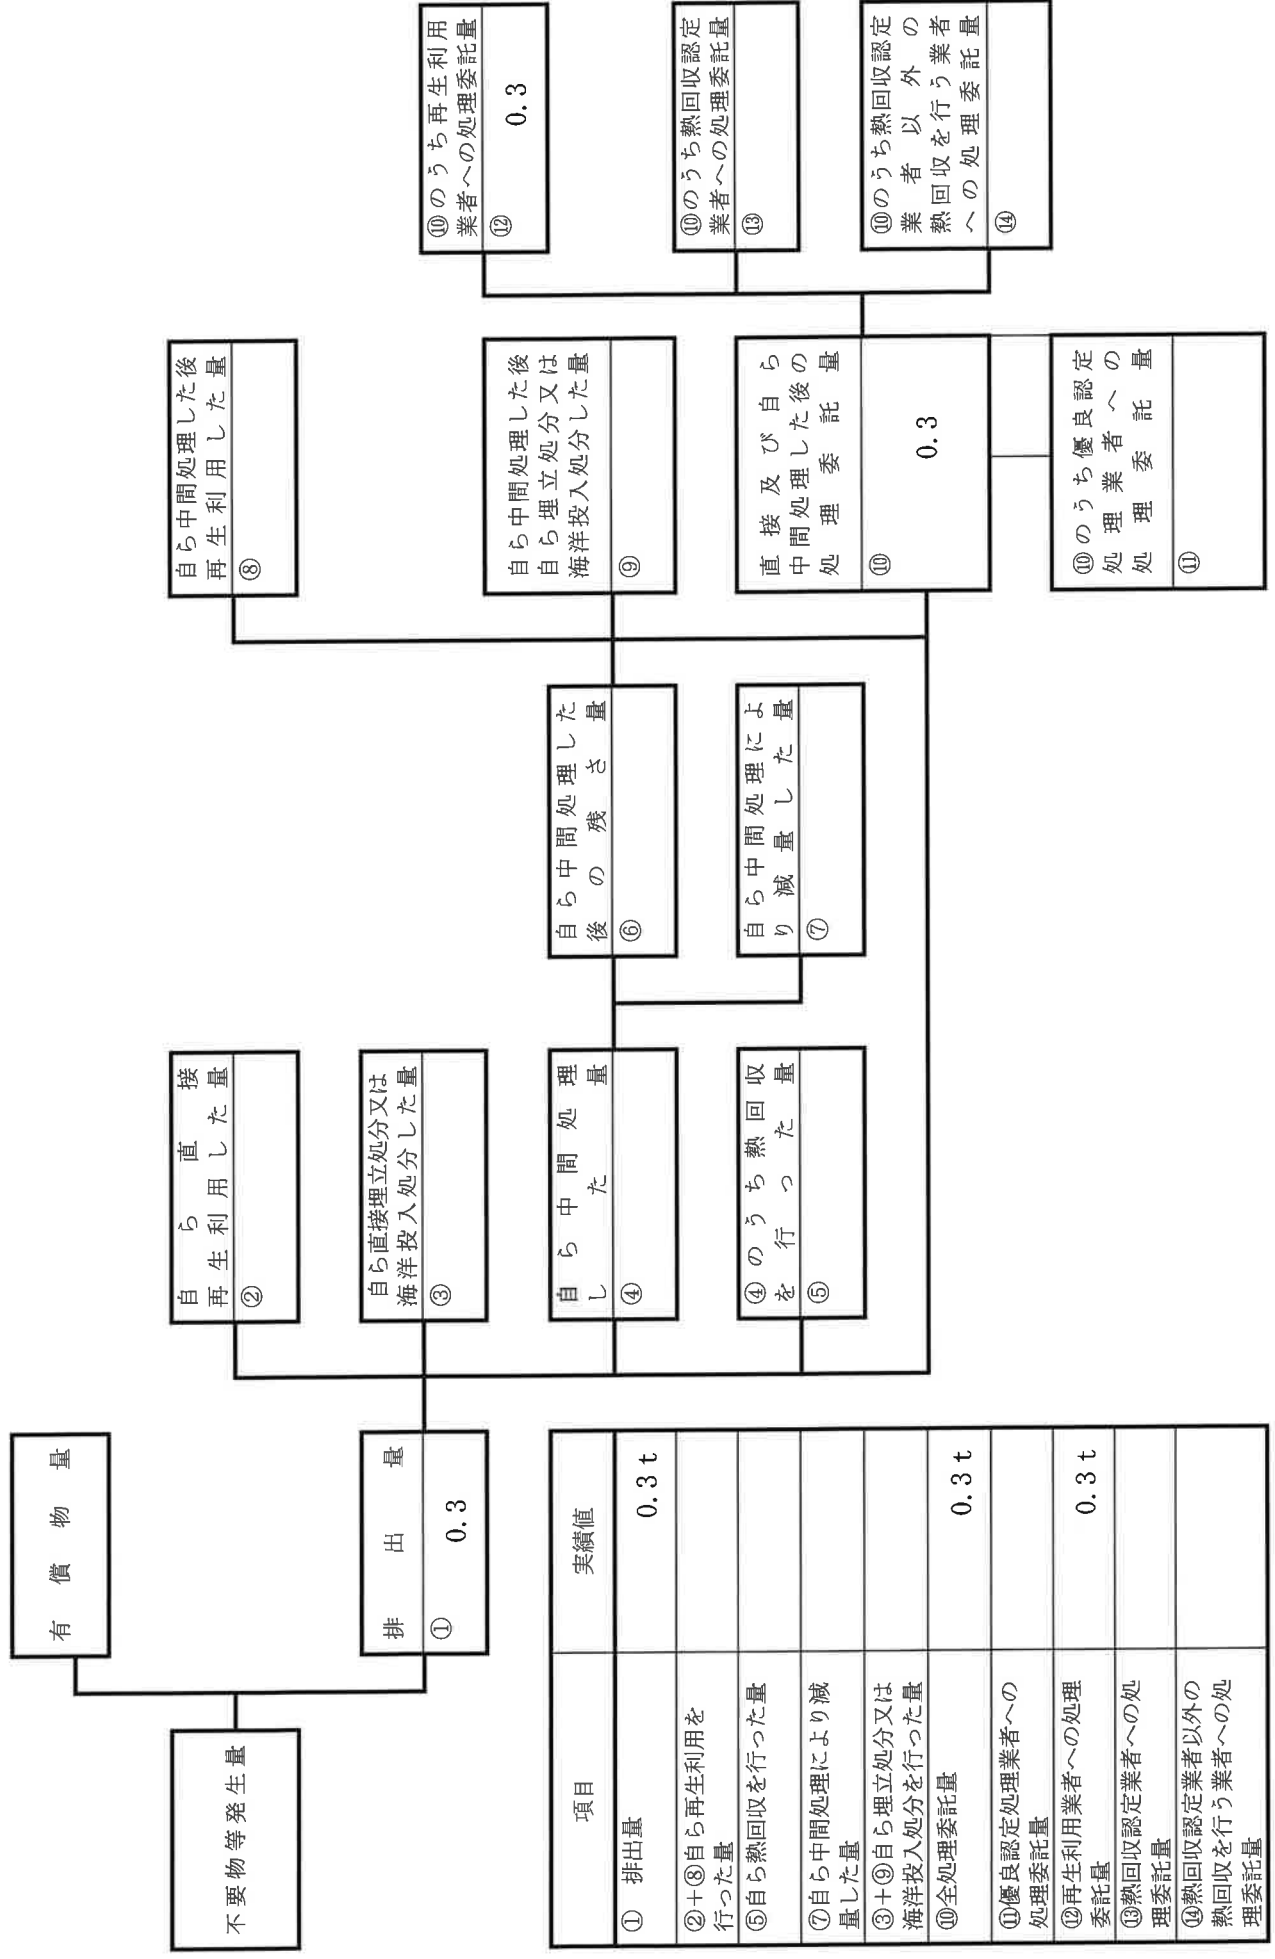 不要物等発生量
有償物量
排出量
①
0.3
自ら直接
再生利用した量
②
自ら直接埋立処分又は
海洋投入処分した量
③
自ら中間処理
した量
④
④のうち熱回収
を行った量
⑤
自ら中間処理した
後の残さ量
⑥
自ら中間処理によ
り減量した量
⑦
自ら中間処理した後
再生利用した量
⑧
自ら中間処理した後
自ら埋立処分又は
海洋投入処分した量
⑨
直接及び自ら
中間処理した後の
処理委託量
⑩
0.3
⑩のうち優良認定
処理業者への
処理委託量
⑪
⑩のうち再生利用
業者への処理委託量
⑫
0.3
⑩のうち熱回収認定
業者への処理委託量
⑬
⑩のうち熱回収認定
業者以外の
熱回収を行う業者
への処理委託量
⑭
項目 実績値
① 排出量 0.3 t
②+⑧自ら再生利用を
行った量
⑤自ら熱回収を行った量
⑦自ら中間処理により減
量した量
③+⑨自ら埋立処分又は
海洋投入処分を行った量
⑩全処理委託量 0.3 t
⑪優良認定処理業者への
処理委託量
⑫再生利用業者への処理
委託量 0.3 t
⑬熱回収認定業者への処
理委託量
⑭熱回収認定業者以外の
熱回収を行う業者への処
理委託量